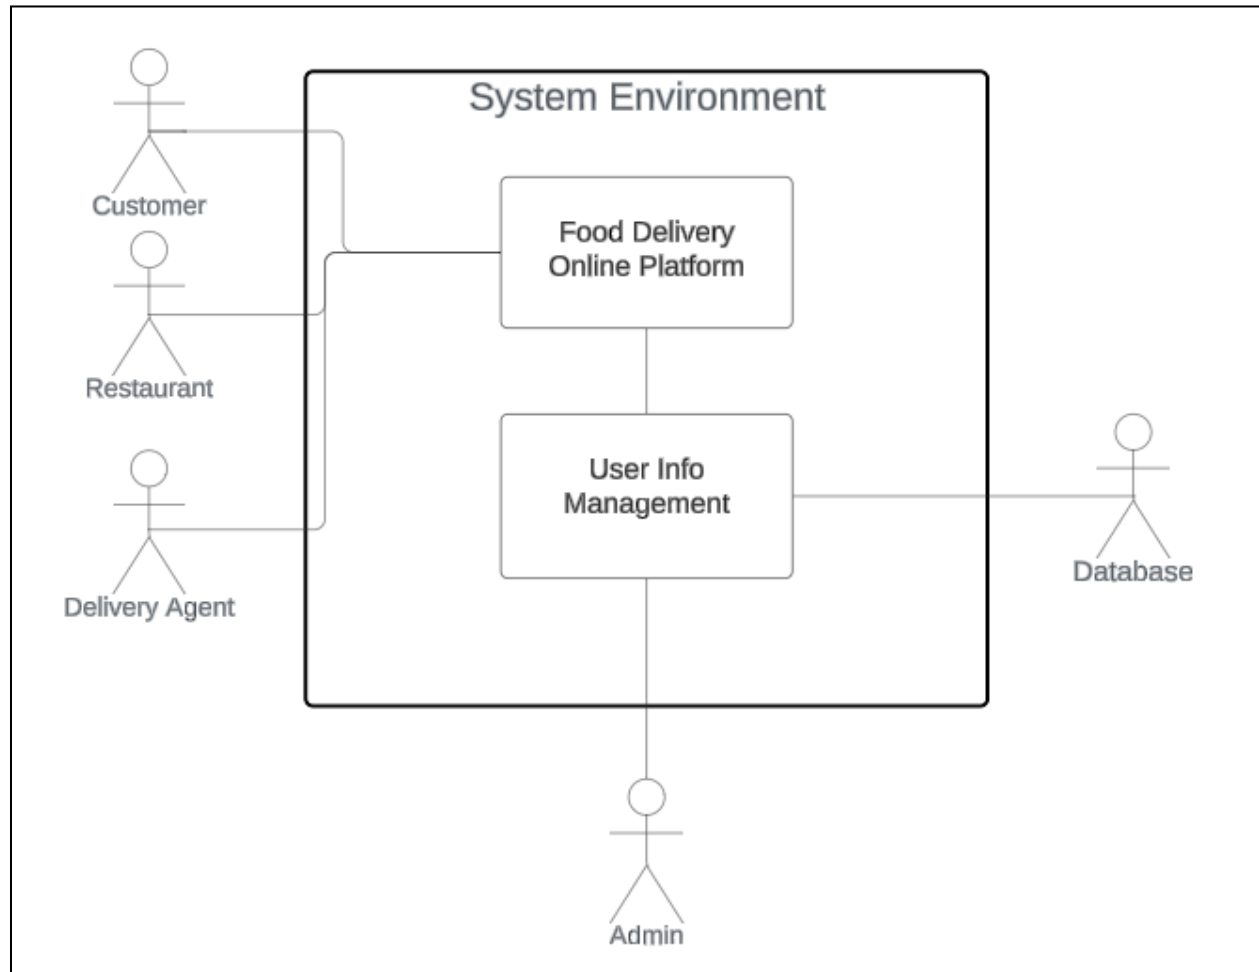 System Environment
Customer
Food Delivery
Online Platform
Restaurant
User Info
Management
Database
Delivery Agent
Admin